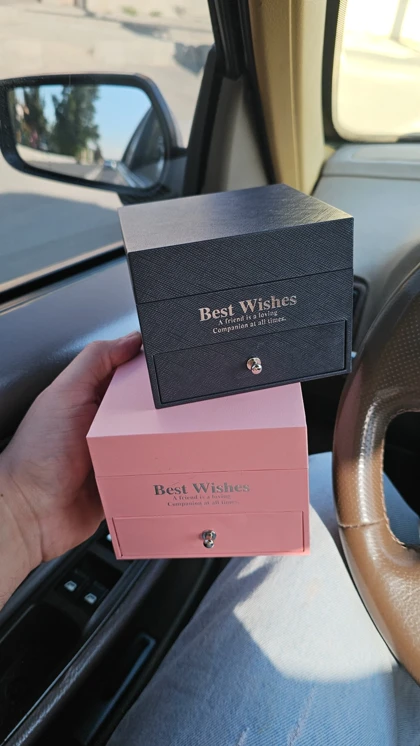 Best Wishes
A friend is a loving
Companion at all times.
Best Wishes
A friend is a loving
Companion at all times.